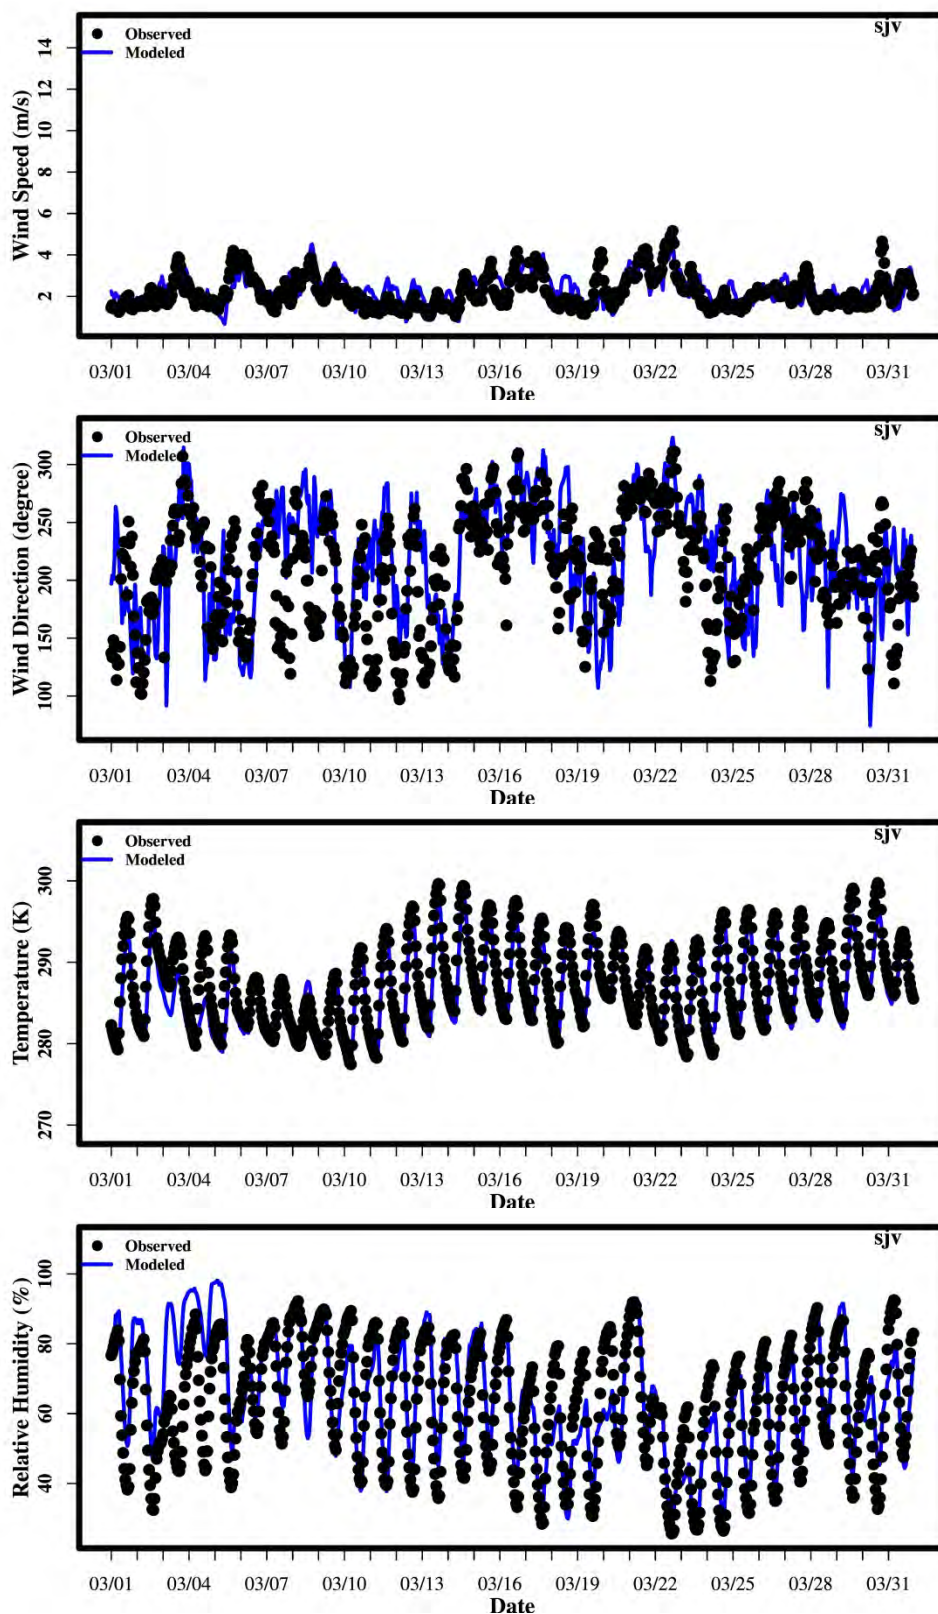 sjv
Observed
Modeled
Wind Speed (m/s)
14
12
10
8
6
4
2
03/01 03/04 03/07 03/10 03/13 03/16 03/19 03/22 03/25 03/28 03/31
Date
sjv
Observed
Modeled
Wind Direction (degree)
300
250
200
150
100
03/01 03/04 03/07 03/10 03/13 03/16 03/19 03/22 03/25 03/28 03/31
Date
sjv
Observed
Modeled
Temperature (K)
300
290
280
270
03/01 03/04 03/07 03/10 03/13 03/16 03/19 03/22 03/25 03/28 03/31
Date
sjv
Observed
Modeled
Relative Humidity (%)
100
80
60
40
03/01 03/04 03/07 03/10 03/13 03/16 03/19 03/22 03/25 03/28 03/31
Date